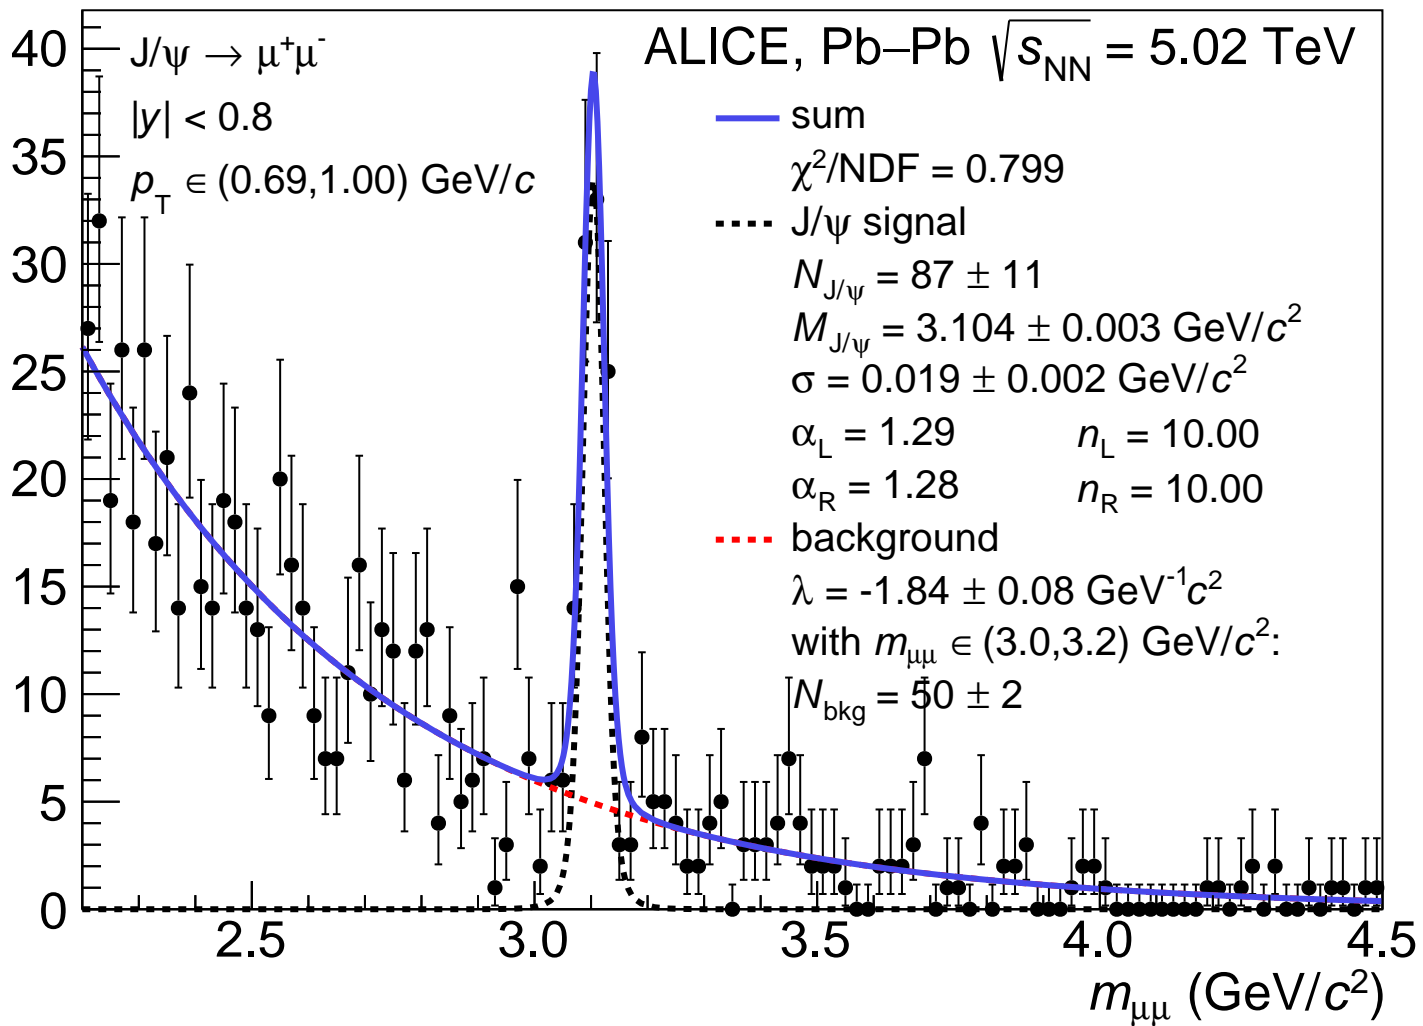 J/ψ → μ⁺μ⁻
|y| < 0.8
p_T ∈ (0.69,1.00) GeV/c
ALICE, Pb–Pb √s_NN = 5.02 TeV
sum
χ²/NDF = 0.799
J/ψ signal
N_J/ψ = 87 ± 11
M_J/ψ = 3.104 ± 0.003 GeV/c²
σ = 0.019 ± 0.002 GeV/c²
α_L = 1.29 n_L = 10.00
α_R = 1.28 n_R = 10.00
background
λ = -1.84 ± 0.08 GeV⁻¹c²
with m_μμ ∈ (3.0,3.2) GeV/c²:
N_bkg = 50 ± 2
40
35
30
25
20
15
10
5
0
2.5 3.0 3.5 4.0 4.5
m_μμ (GeV/c²)